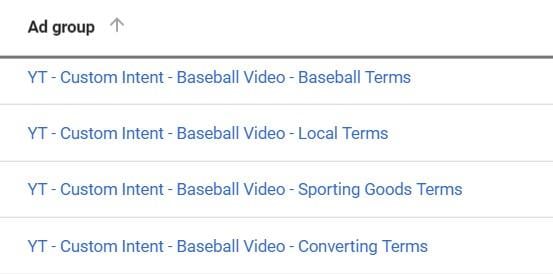 Ad group
YT - Custom Intent - Baseball Video - Baseball Terms
YT - Custom Intent - Baseball Video - Local Terms
YT - Custom Intent - Baseball Video - Sporting Goods Terms
YT - Custom Intent - Baseball Video - Converting Terms